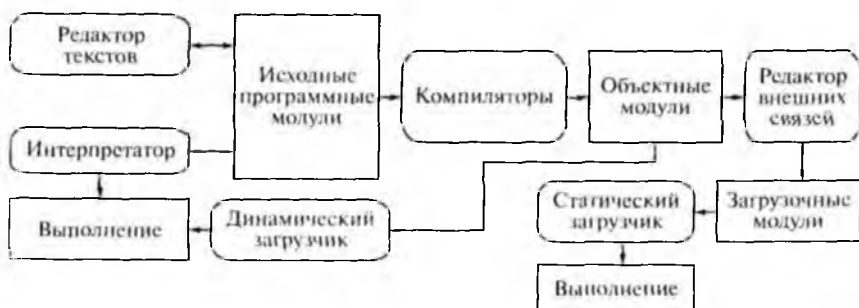 Редактор
текстов
Исходные
программные
модули
Компиляторы
Объектные
модули
Редактор
внешних
связей
Интерпретатор
Выполнение
Динамический
загрузчик
Статический
загрузчик
Загрузочные
модули
Выполнение